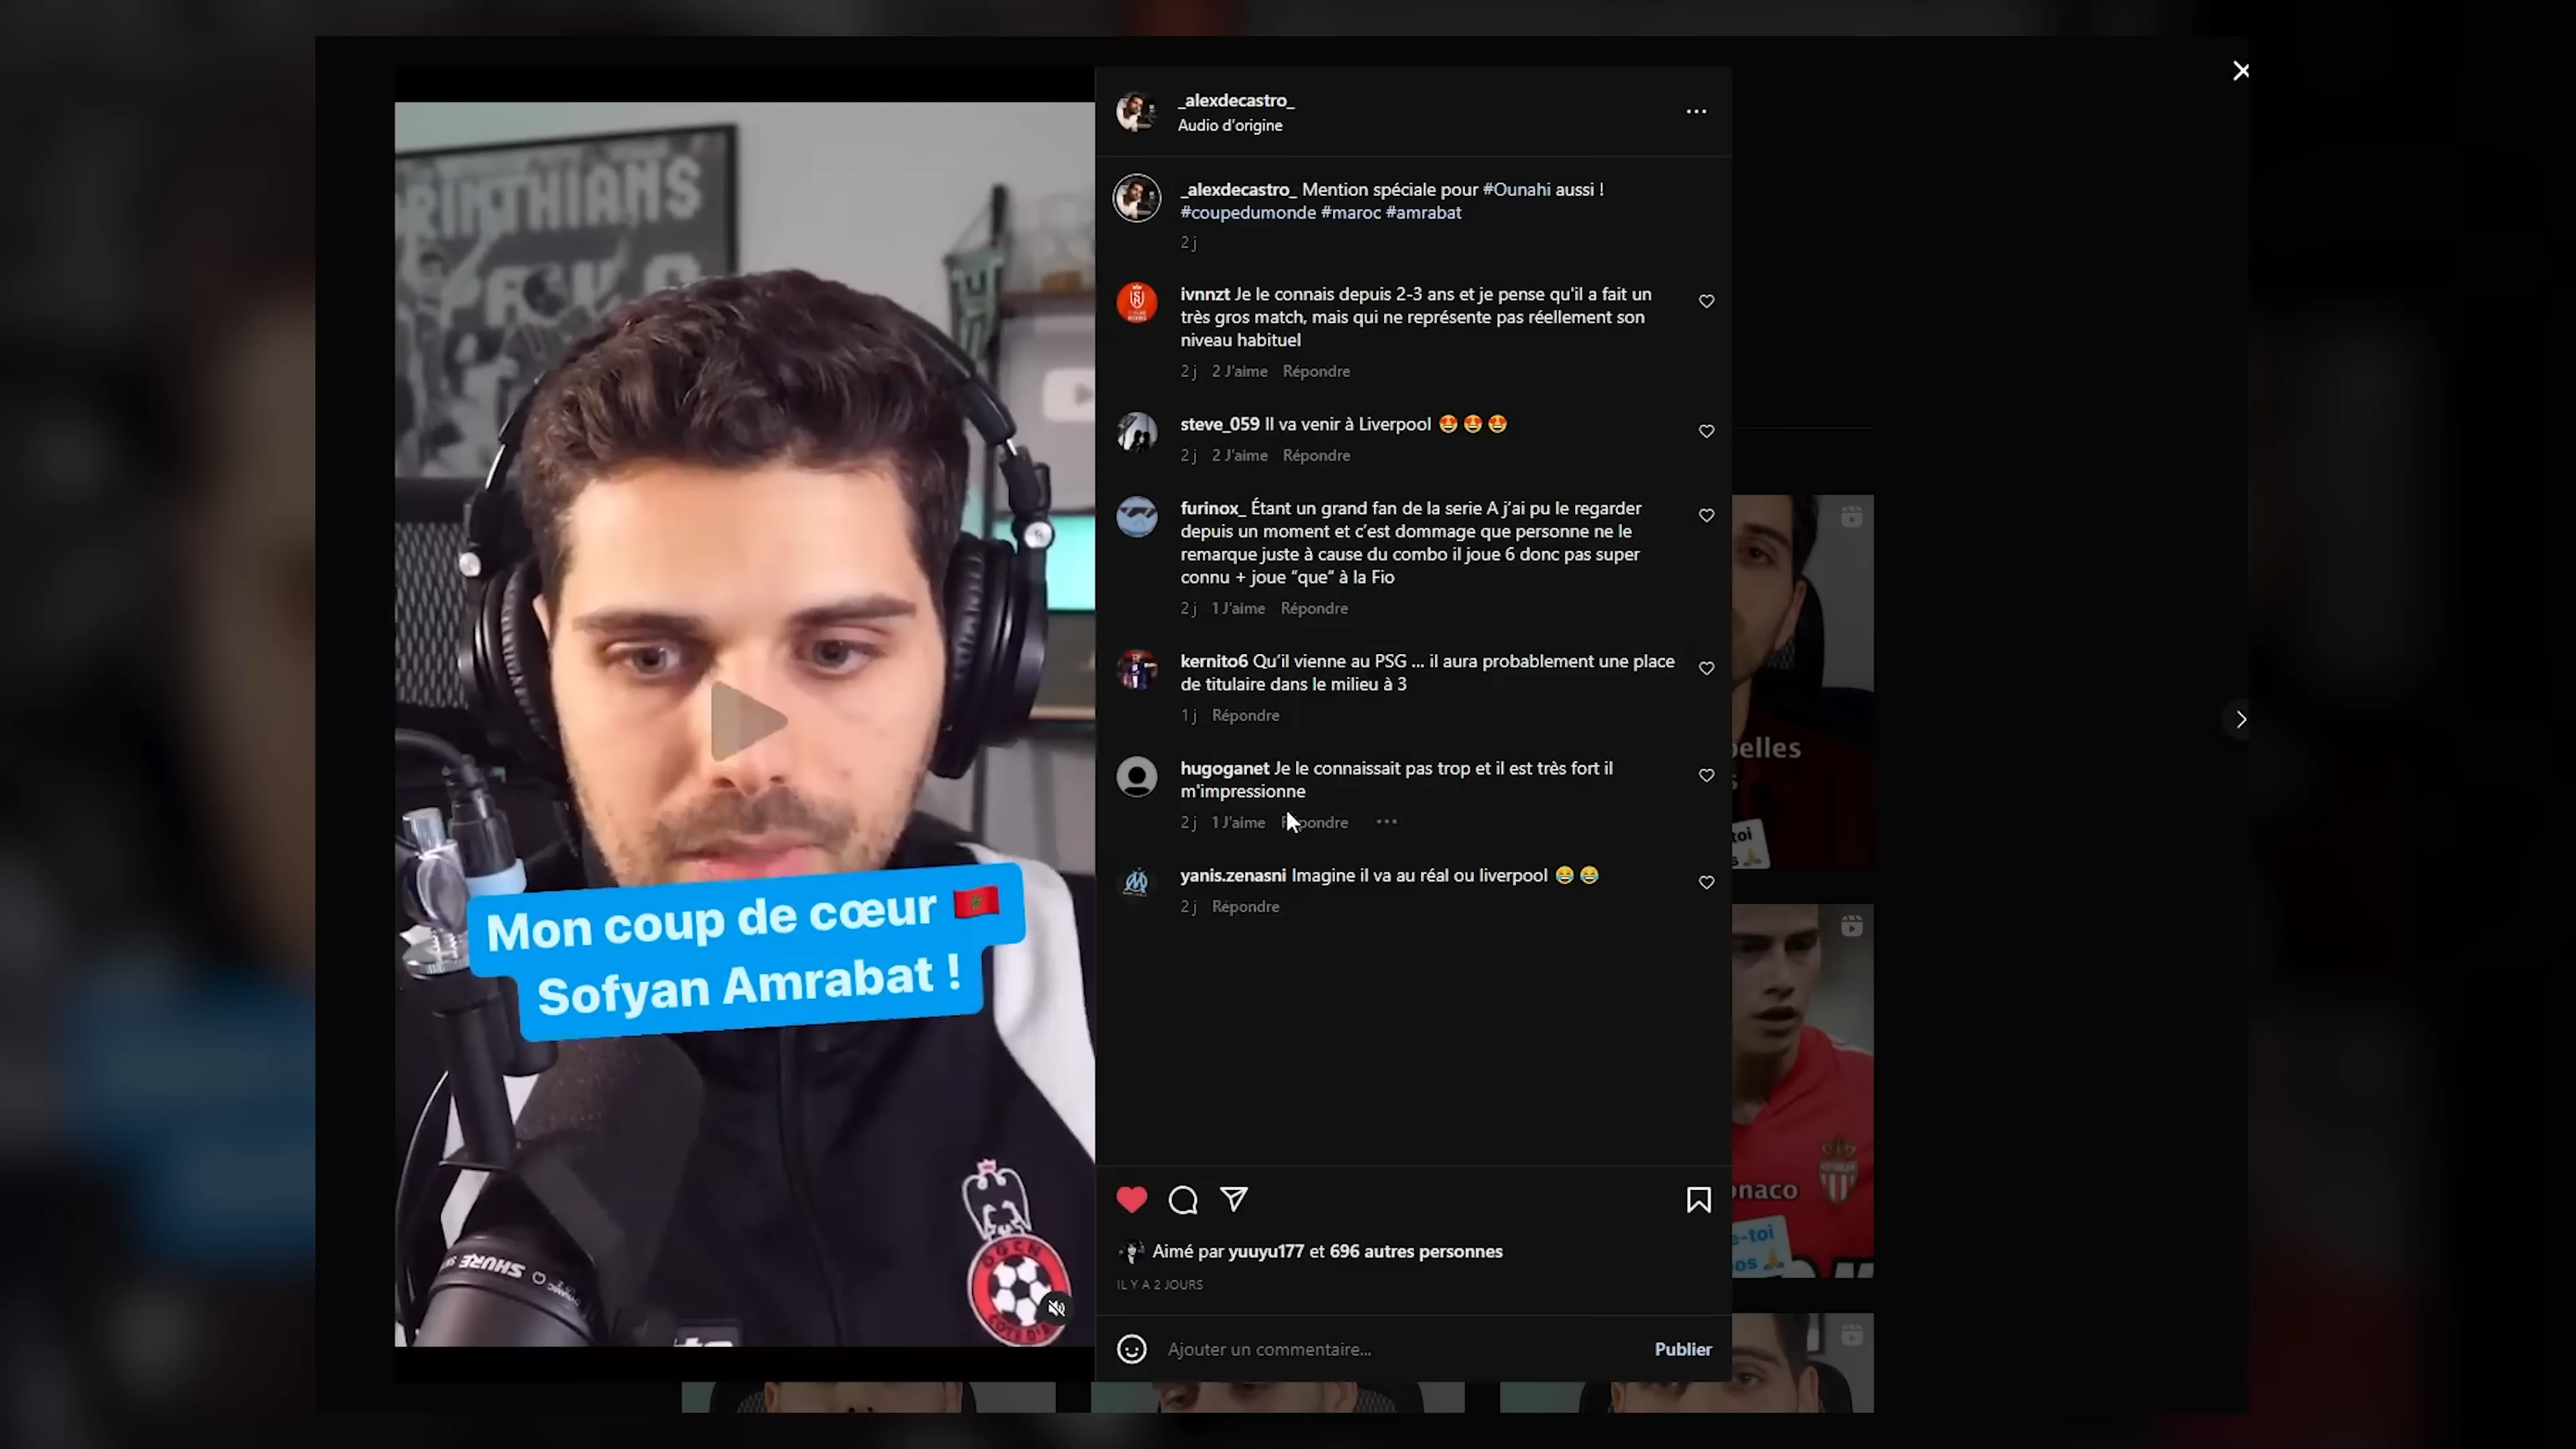 RINTHIANS
Mon coup de cœur 🇲🇦
Sofyan Amrabat !
SHURE
OGCN
_alexdecastro_
Audio d'origine
_alexdecastro_ Mention spéciale pour #Ounahi aussi !
#coupedumonde #maroc #amrabat
2 j
ivnnzt Je le connais depuis 2-3 ans et je pense qu'il a fait un
très gros match, mais qui ne représente pas réellement son
niveau habituel
2 j 2 J'aime Répondre
steve_059 Il va venir à Liverpool 🤩 🤩 🤩
2 j 2 J'aime Répondre
furinox_ Étant un grand fan de la serie A j'ai pu le regarder
depuis un moment et c'est dommage que personne ne le
remarque juste à cause du combo il joue 6 donc pas super
connu + joue "que" à la Fio
2 j 1 J'aime Répondre
kernito6 Qu'il vienne au PSG ... il aura probablement une place
de titulaire dans le milieu à 3
1 j Répondre
hugoganet Je le connaissait pas trop et il est très fort il
m'impressionne
2 j 1 J'aime Répondre
yanis.zenasni Imagine il va au réal ou liverpool 😂 😂
2 j Répondre
Aimé par yuuyu177 et 696 autres personnes
IL Y A 2 JOURS
Ajouter un commentaire...
Publier
elles
toi
naco
e-toi
os 🙏